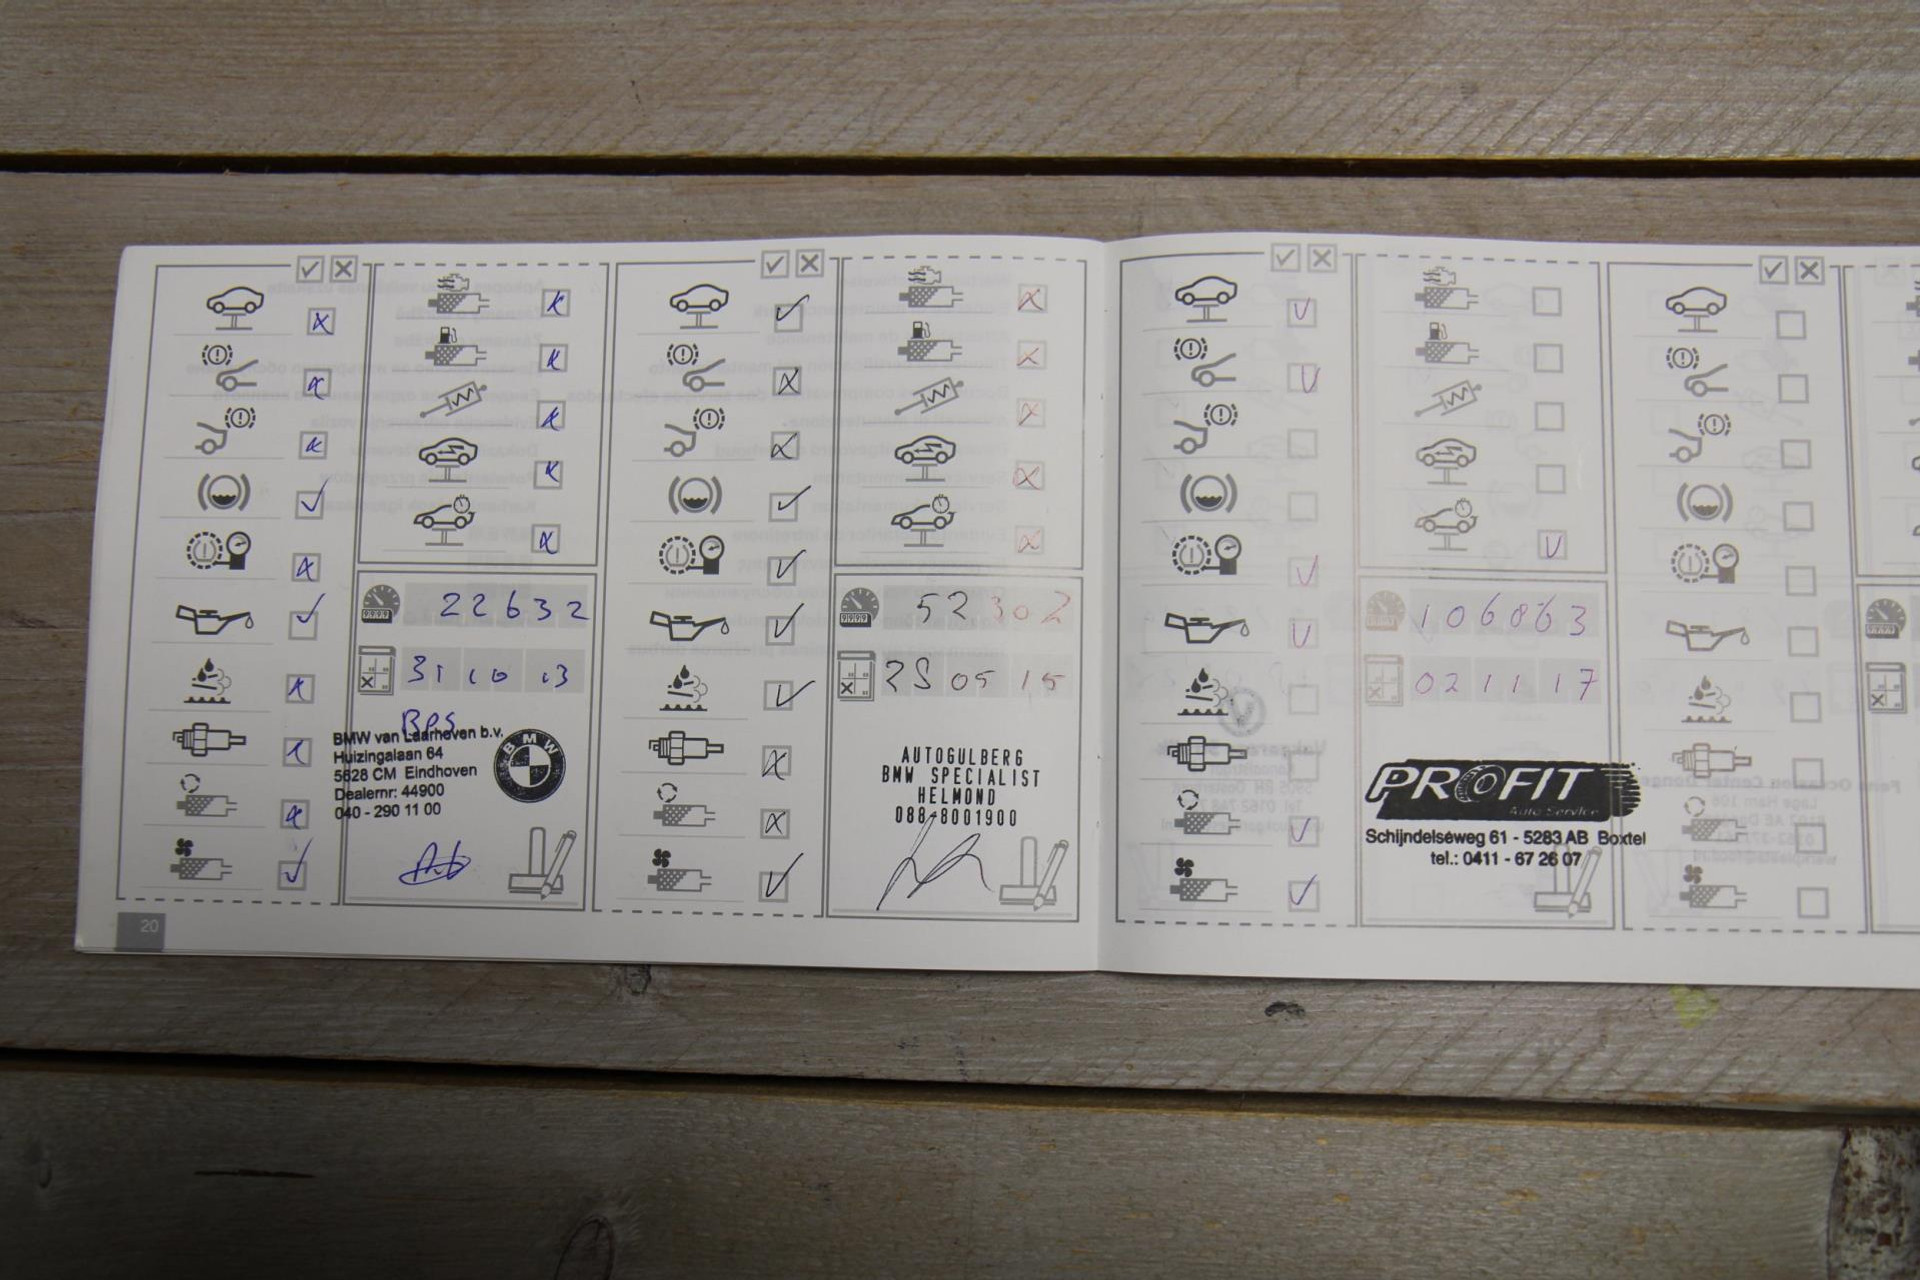 22632
31 10 13
BPS
BMW van Laarhoven b.v.
Huizingalaan 64
5628 CM Eindhoven
Dealernr: 44900
040 - 290 11 00
BMW
20
52302
05 15
AUTOGULBERG
BMW SPECIALIST
HELMOND
088-8001900
106863
02 11 17
PROFIT
Auto Service
Schijndelseweg 61 - 5283 AB Boxtel
tel.: 0411 - 67 26 07